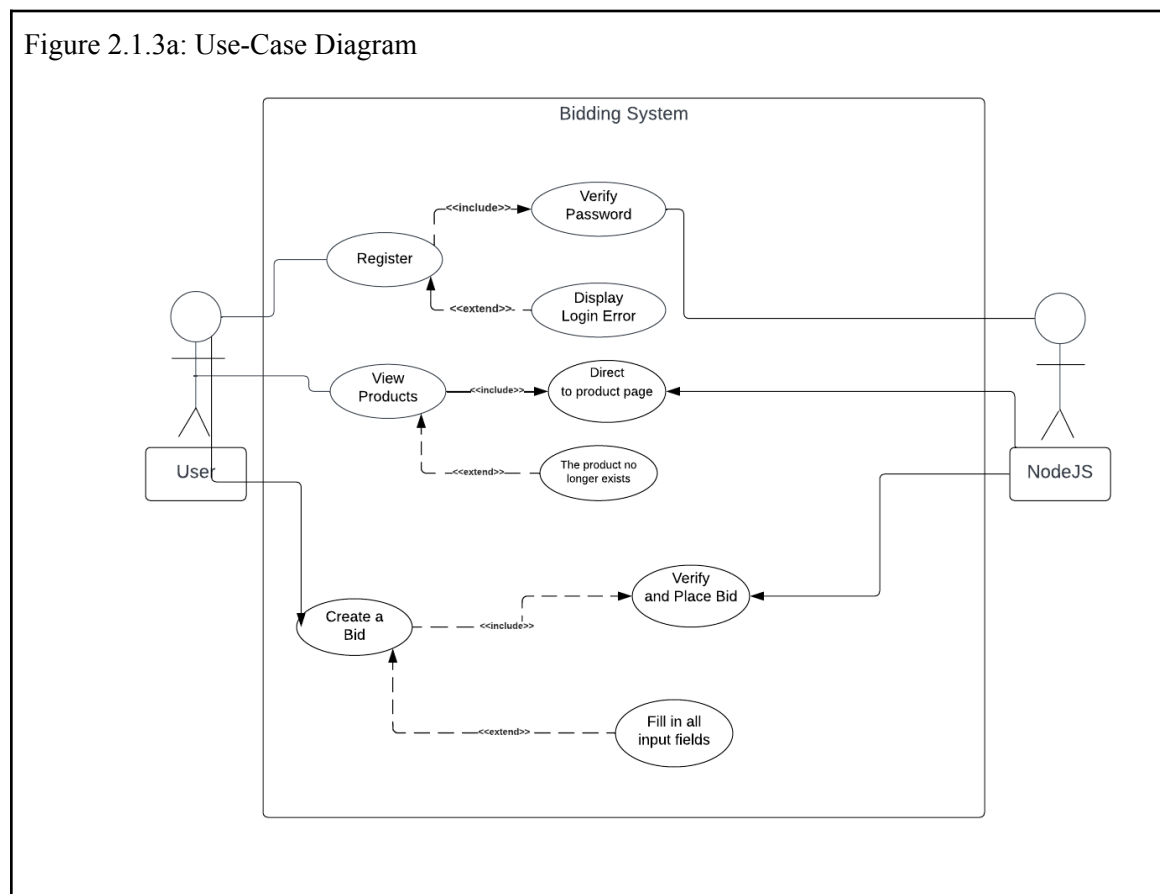 Figure 2.1.3a: Use-Case Diagram
Bidding System
Verify
Password
<<include>>
Register
Display
Login Error
<<extend>>
View
Products
<<include>>
Direct
to product page
The product no
longer exists
<<extend>>
User
NodeJS
Verify
and Place Bid
Create a
Bid
<<include>>
Fill in all
input fields
<<extend>>